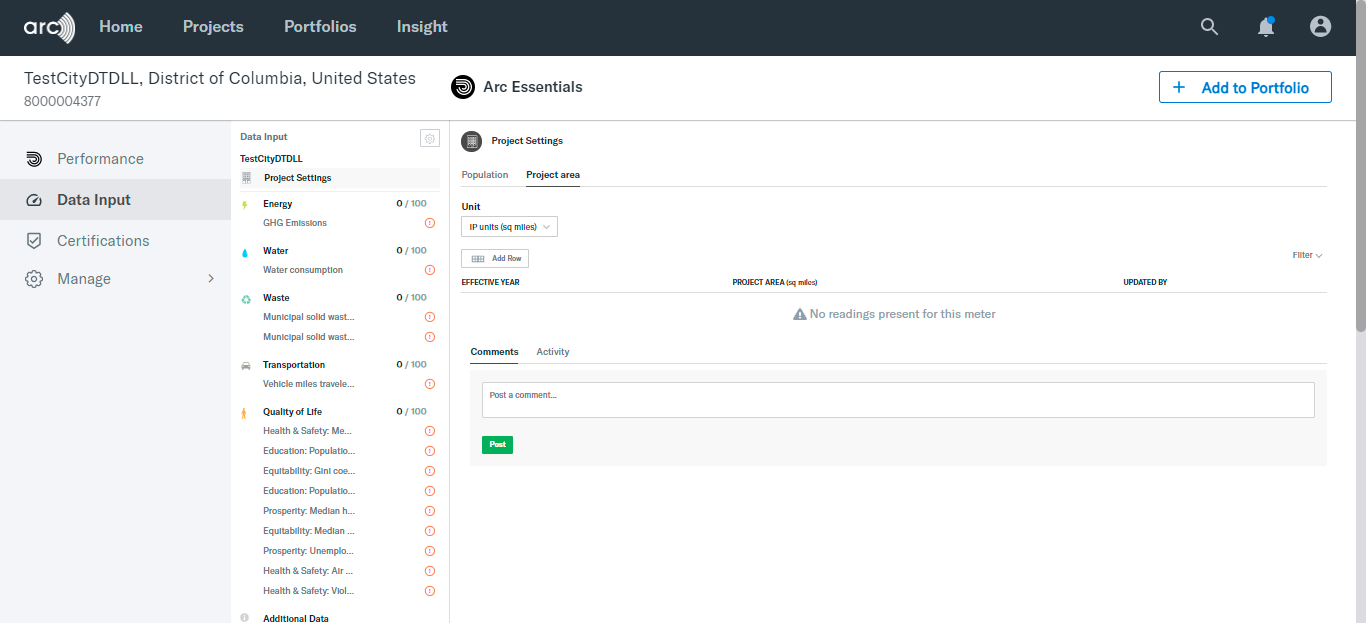 arc Home Projects Portfolios Insight
TestCityDTDLL, District of Columbia, United States
8000004377
Arc Essentials
+ Add to Portfolio
Performance
Data Input
Certifications
Manage
Data Input
TestCityDTDLL
Project Settings
Energy 0 / 100
GHG Emissions
Water 0 / 100
Water consumption
Waste 0 / 100
Municipal solid wast...
Municipal solid wast...
Transportation 0 / 100
Vehicle miles travele...
Quality of Life 0 / 100
Health & Safety: Me...
Education: Populatio...
Equitability: Gini coe...
Education: Populatio...
Prosperity: Median h...
Equitability: Median ...
Prosperity: Unemplo...
Health & Safety: Air ...
Health & Safety: Viol...
Additional Data
Project Settings
Population Project area
Unit
IP units (sq miles)
Add Row
Filter
EFFECTIVE YEAR PROJECT AREA (sq miles) UPDATED BY
No readings present for this meter
Comments Activity
Post a comment...
Post